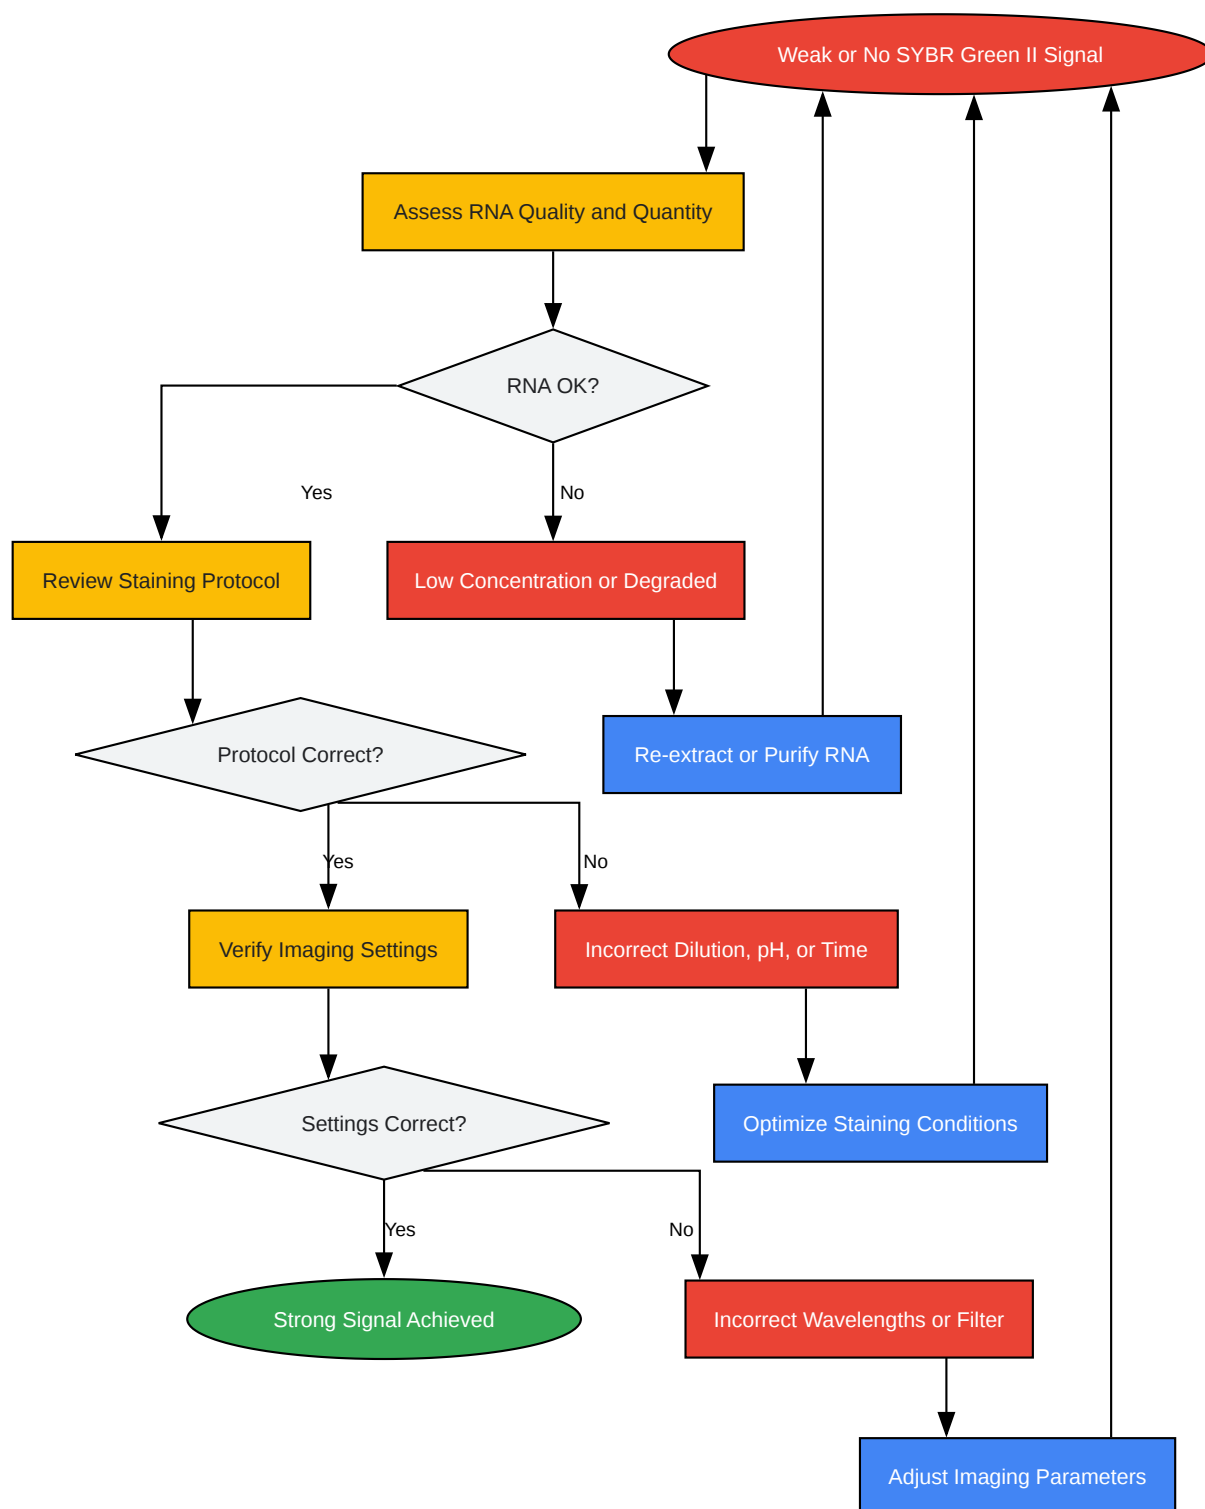 Weak or No SYBR Green II Signal
Assess RNA Quality and Quantity
RNA OK?
Yes
No
Review Staining Protocol
Low Concentration or Degraded
Protocol Correct?
Re-extract or Purify RNA
Yes
No
Verify Imaging Settings
Incorrect Dilution, pH, or Time
Settings Correct?
Optimize Staining Conditions
Yes
No
Strong Signal Achieved
Incorrect Wavelengths or Filter
Adjust Imaging Parameters